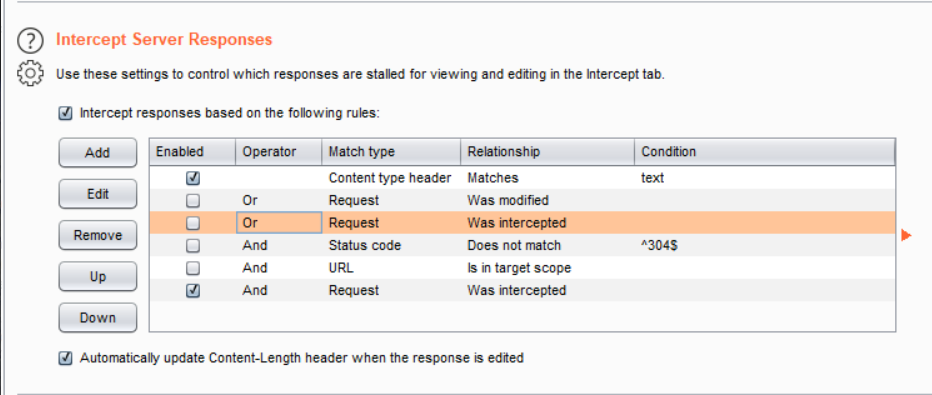 ?
Intercept Server Responses
Use these settings to control which responses are stalled for viewing and editing in the Intercept tab.
Intercept responses based on the following rules:
Add
Edit
Remove
Up
Down
Enabled Operator Match type Relationship Condition
Content type header Matches text
Or Request Was modified
Or Request Was intercepted
And Status code Does not match ^304$
And URL Is in target scope
And Request Was intercepted
Automatically update Content-Length header when the response is edited